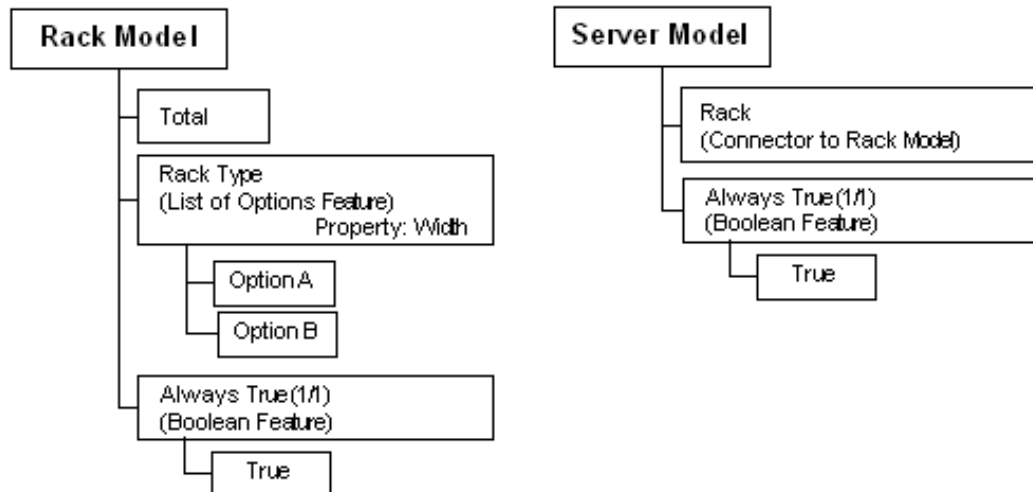 Rack Model
Total
Rack Type
(List of Options Feature)
Property: Width
Option A
Option B
Always True (1/1)
(Boolean Feature)
True
Server Model
Rack
(Connector to Rack Model)
Always True (1/1)
(Boolean Feature)
True